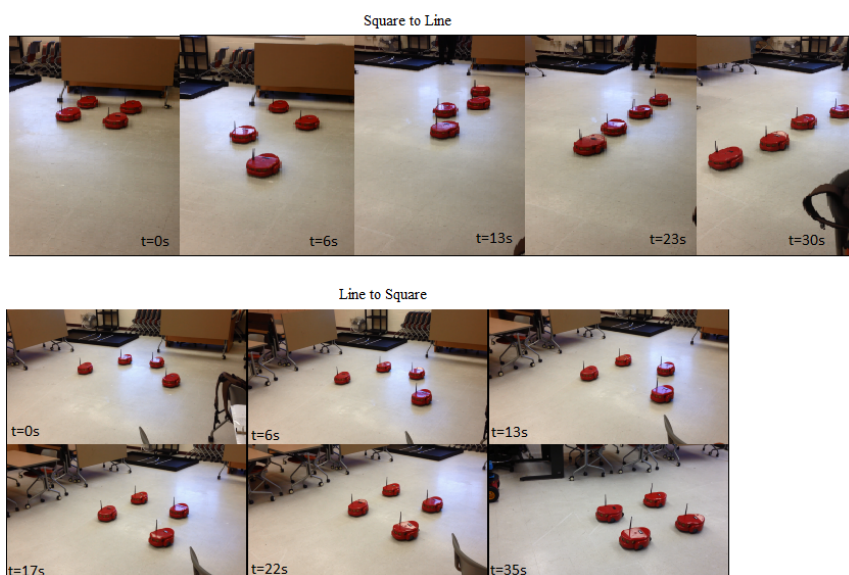 Square to Line
t=0s
t=6s
t=13s
t=23s
t=30s
Line to Square
t=0s
t=6s
t=13s
t=17s
t=22s
t=35s